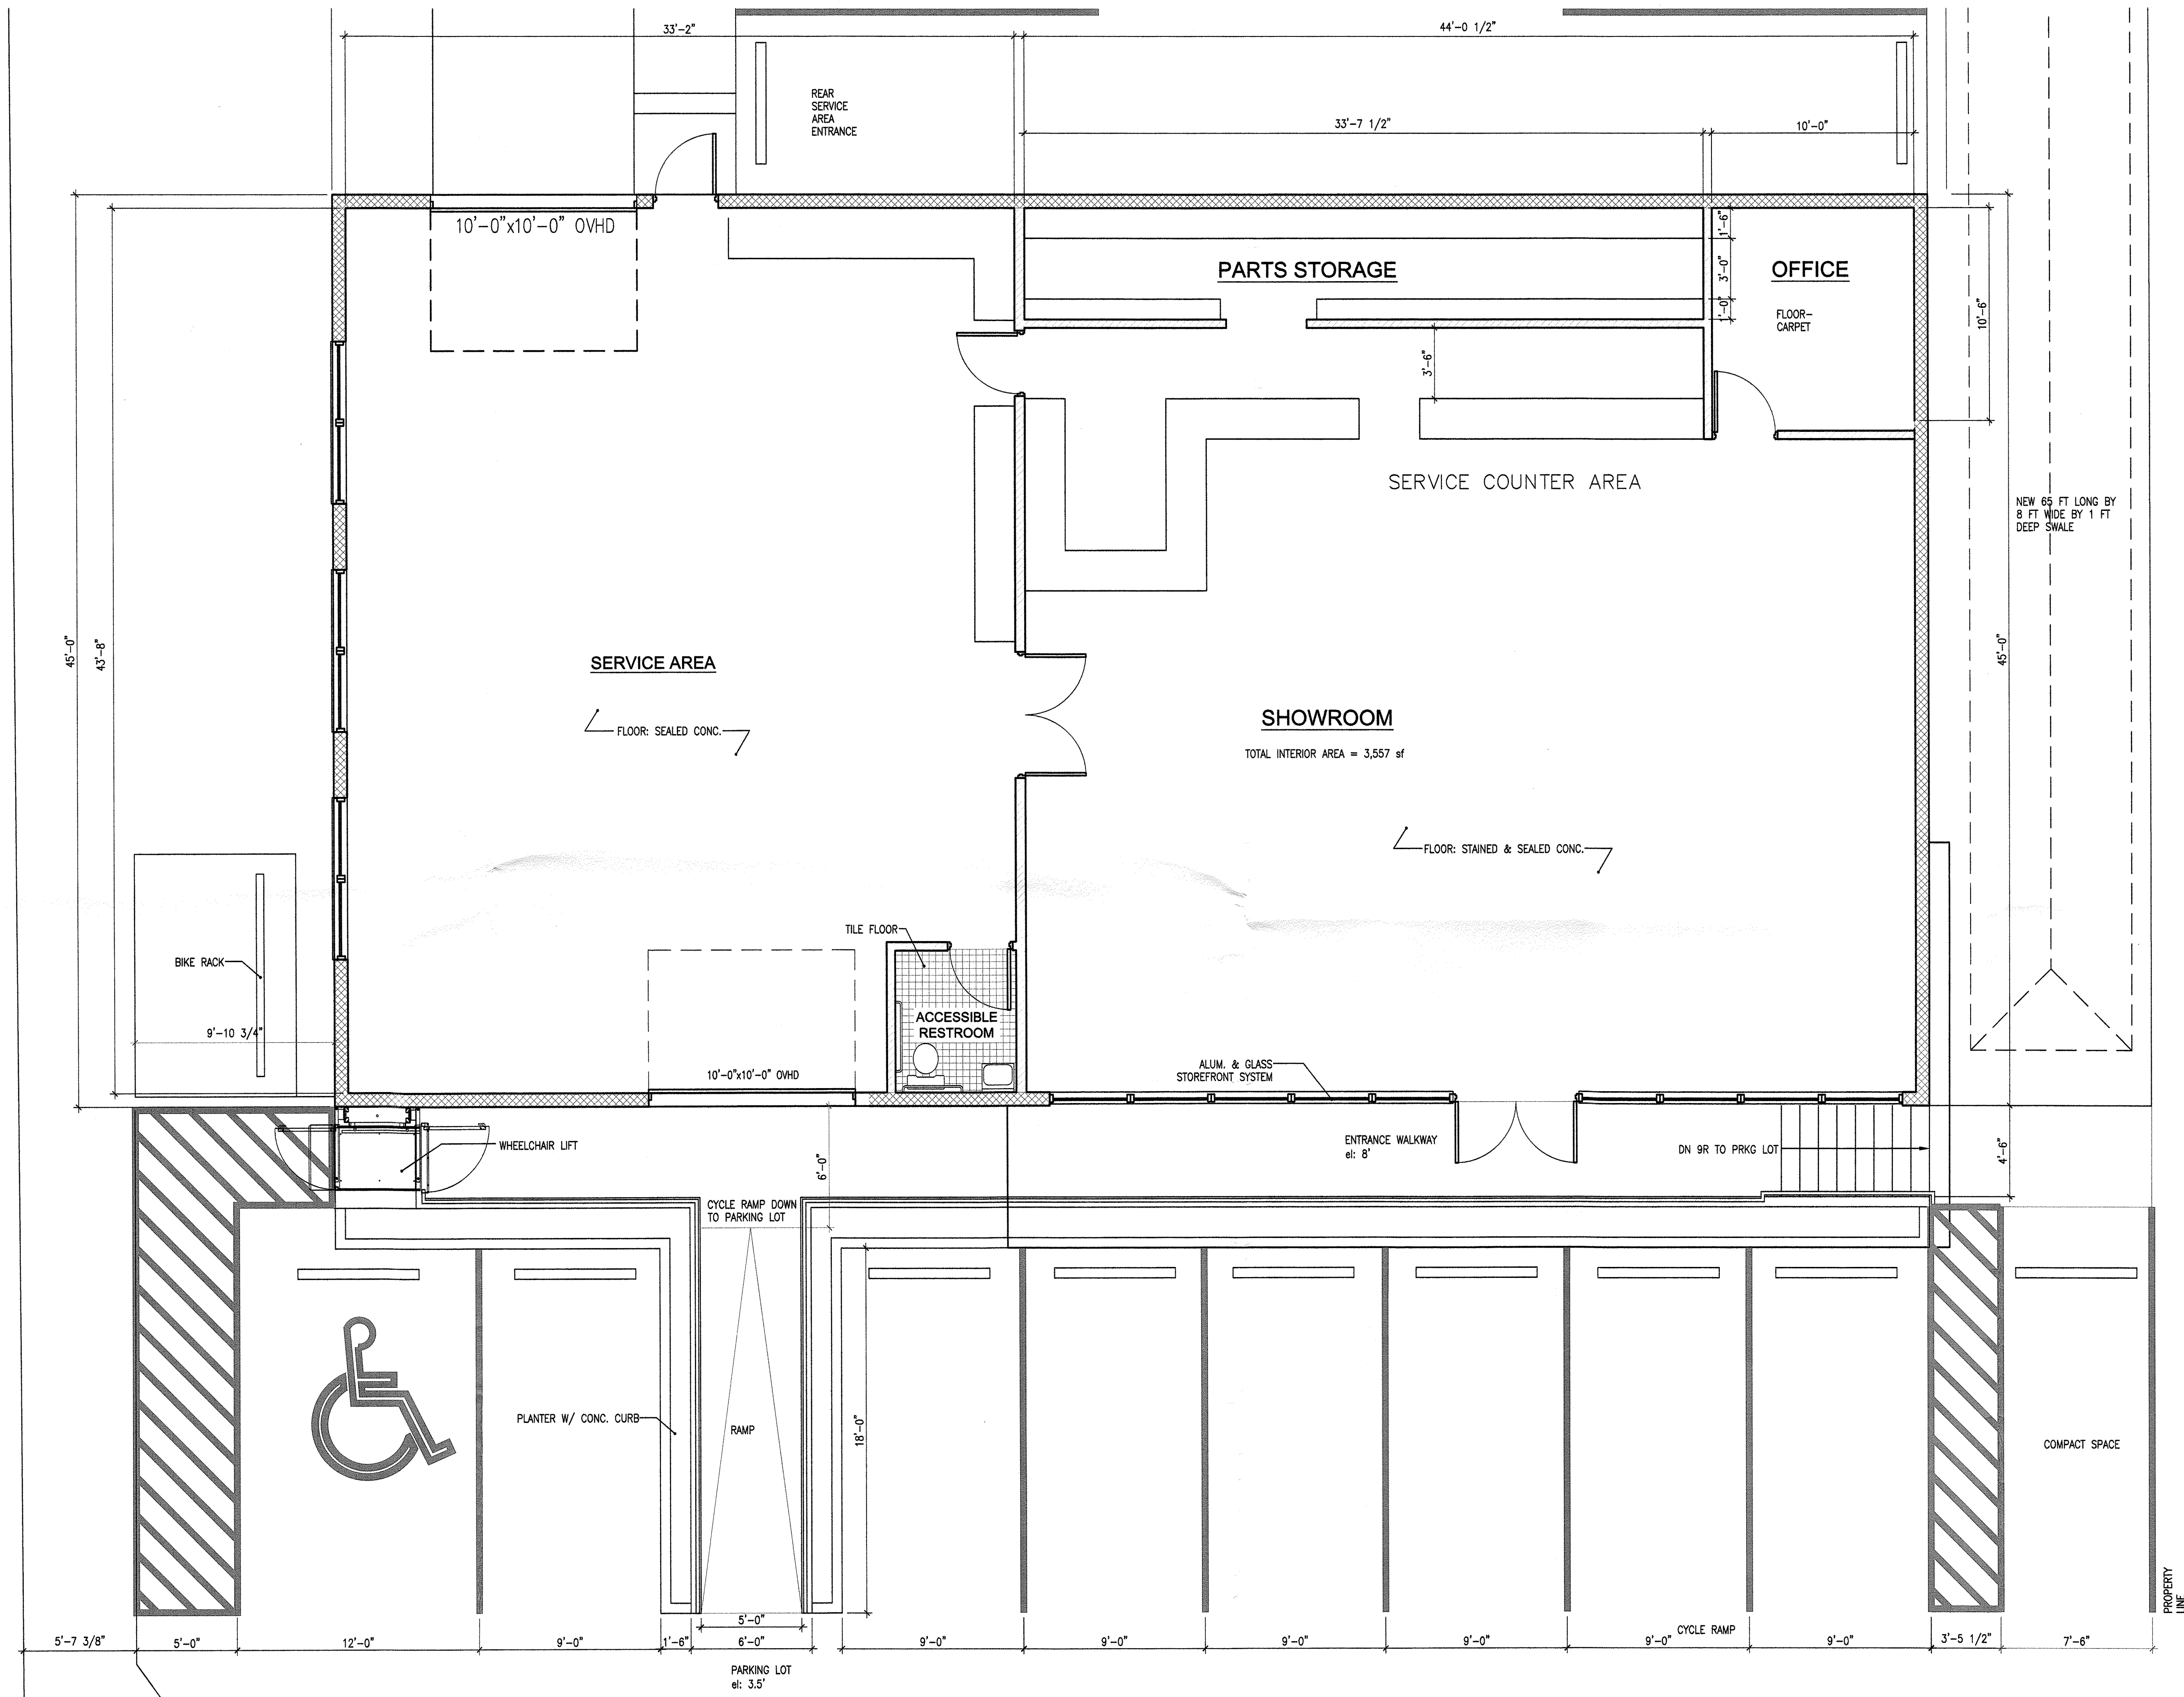 33'-2"
44'-0 1/2"
REAR
SERVICE
AREA
ENTRANCE
33'-7 1/2"
10'-0"
10'-0"x10'-0" OVHD
1'-6"
PARTS STORAGE
OFFICE
3'-0"
1'-0"
FLOOR-
CARPET
10'-6"
3'-6"
SERVICE COUNTER AREA
NEW 65 FT LONG BY
8 FT WIDE BY 1 FT
DEEP SWALE
45'-0"
43'-8"
45'-0"
SERVICE AREA
FLOOR: SEALED CONC.
SHOWROOM
TOTAL INTERIOR AREA = 3,557 sf
FLOOR: STAINED & SEALED CONC.
TILE FLOOR
BIKE RACK
9'-10 3/4"
ACCESSIBLE
RESTROOM
10'-0"x10'-0" OVHD
ALUM. & GLASS
STOREFRONT SYSTEM
WHEELCHAIR LIFT
6'-0"
ENTRANCE WALKWAY
el: 8'
DN 9R TO PRKG LOT
4'-6"
CYCLE RAMP DOWN
TO PARKING LOT
PLANTER W/ CONC. CURB
RAMP
18'-0"
COMPACT SPACE
PROPERTY
LINE
5'-0"
CYCLE RAMP
5'-7 3/8"
5'-0"
12'-0"
9'-0"
1'-6"
6'-0"
9'-0"
9'-0"
9'-0"
9'-0"
9'-0"
9'-0"
3'-5 1/2"
7'-6"
PARKING LOT
el: 3.5'